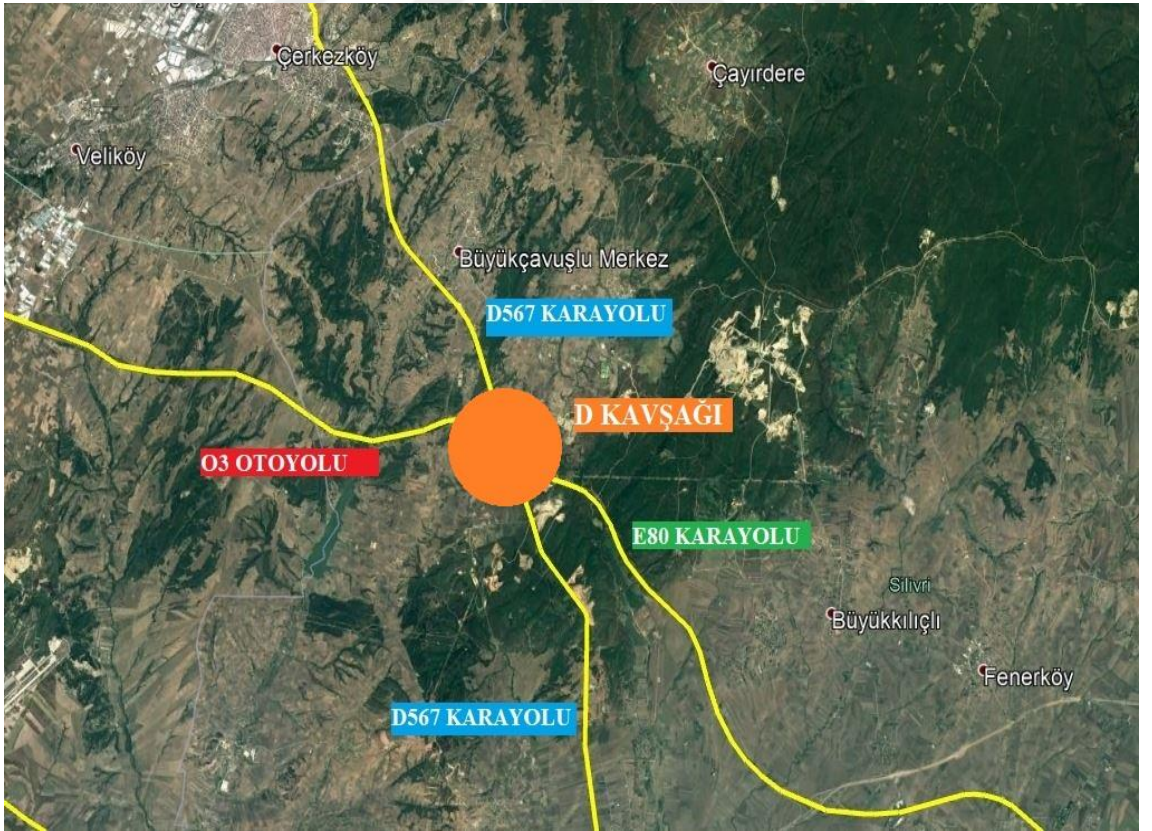 Çerkezköy
Çayırdere
Veliköy
Büyükçavuşlu Merkez
D567 KARAYOLU
D KAVŞAĞI
O3 OTOYOLU
E80 KARAYOLU
Silivri
Büyükkılıçlı
Fenerköy
D567 KARAYOLU